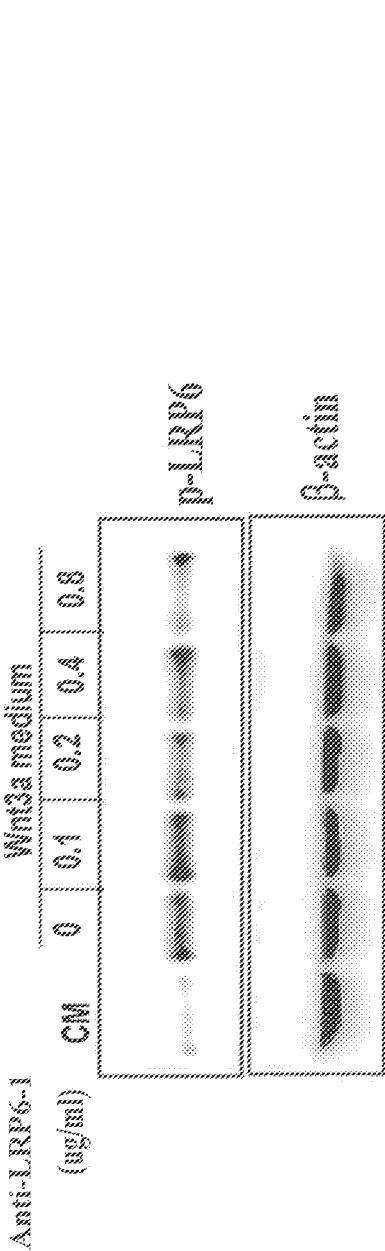 Anti-LRP6-1
(ug/ml)
Wnt3a medium
CM 0 0.1 0.2 0.4 0.8
p-LRP6
β-actin